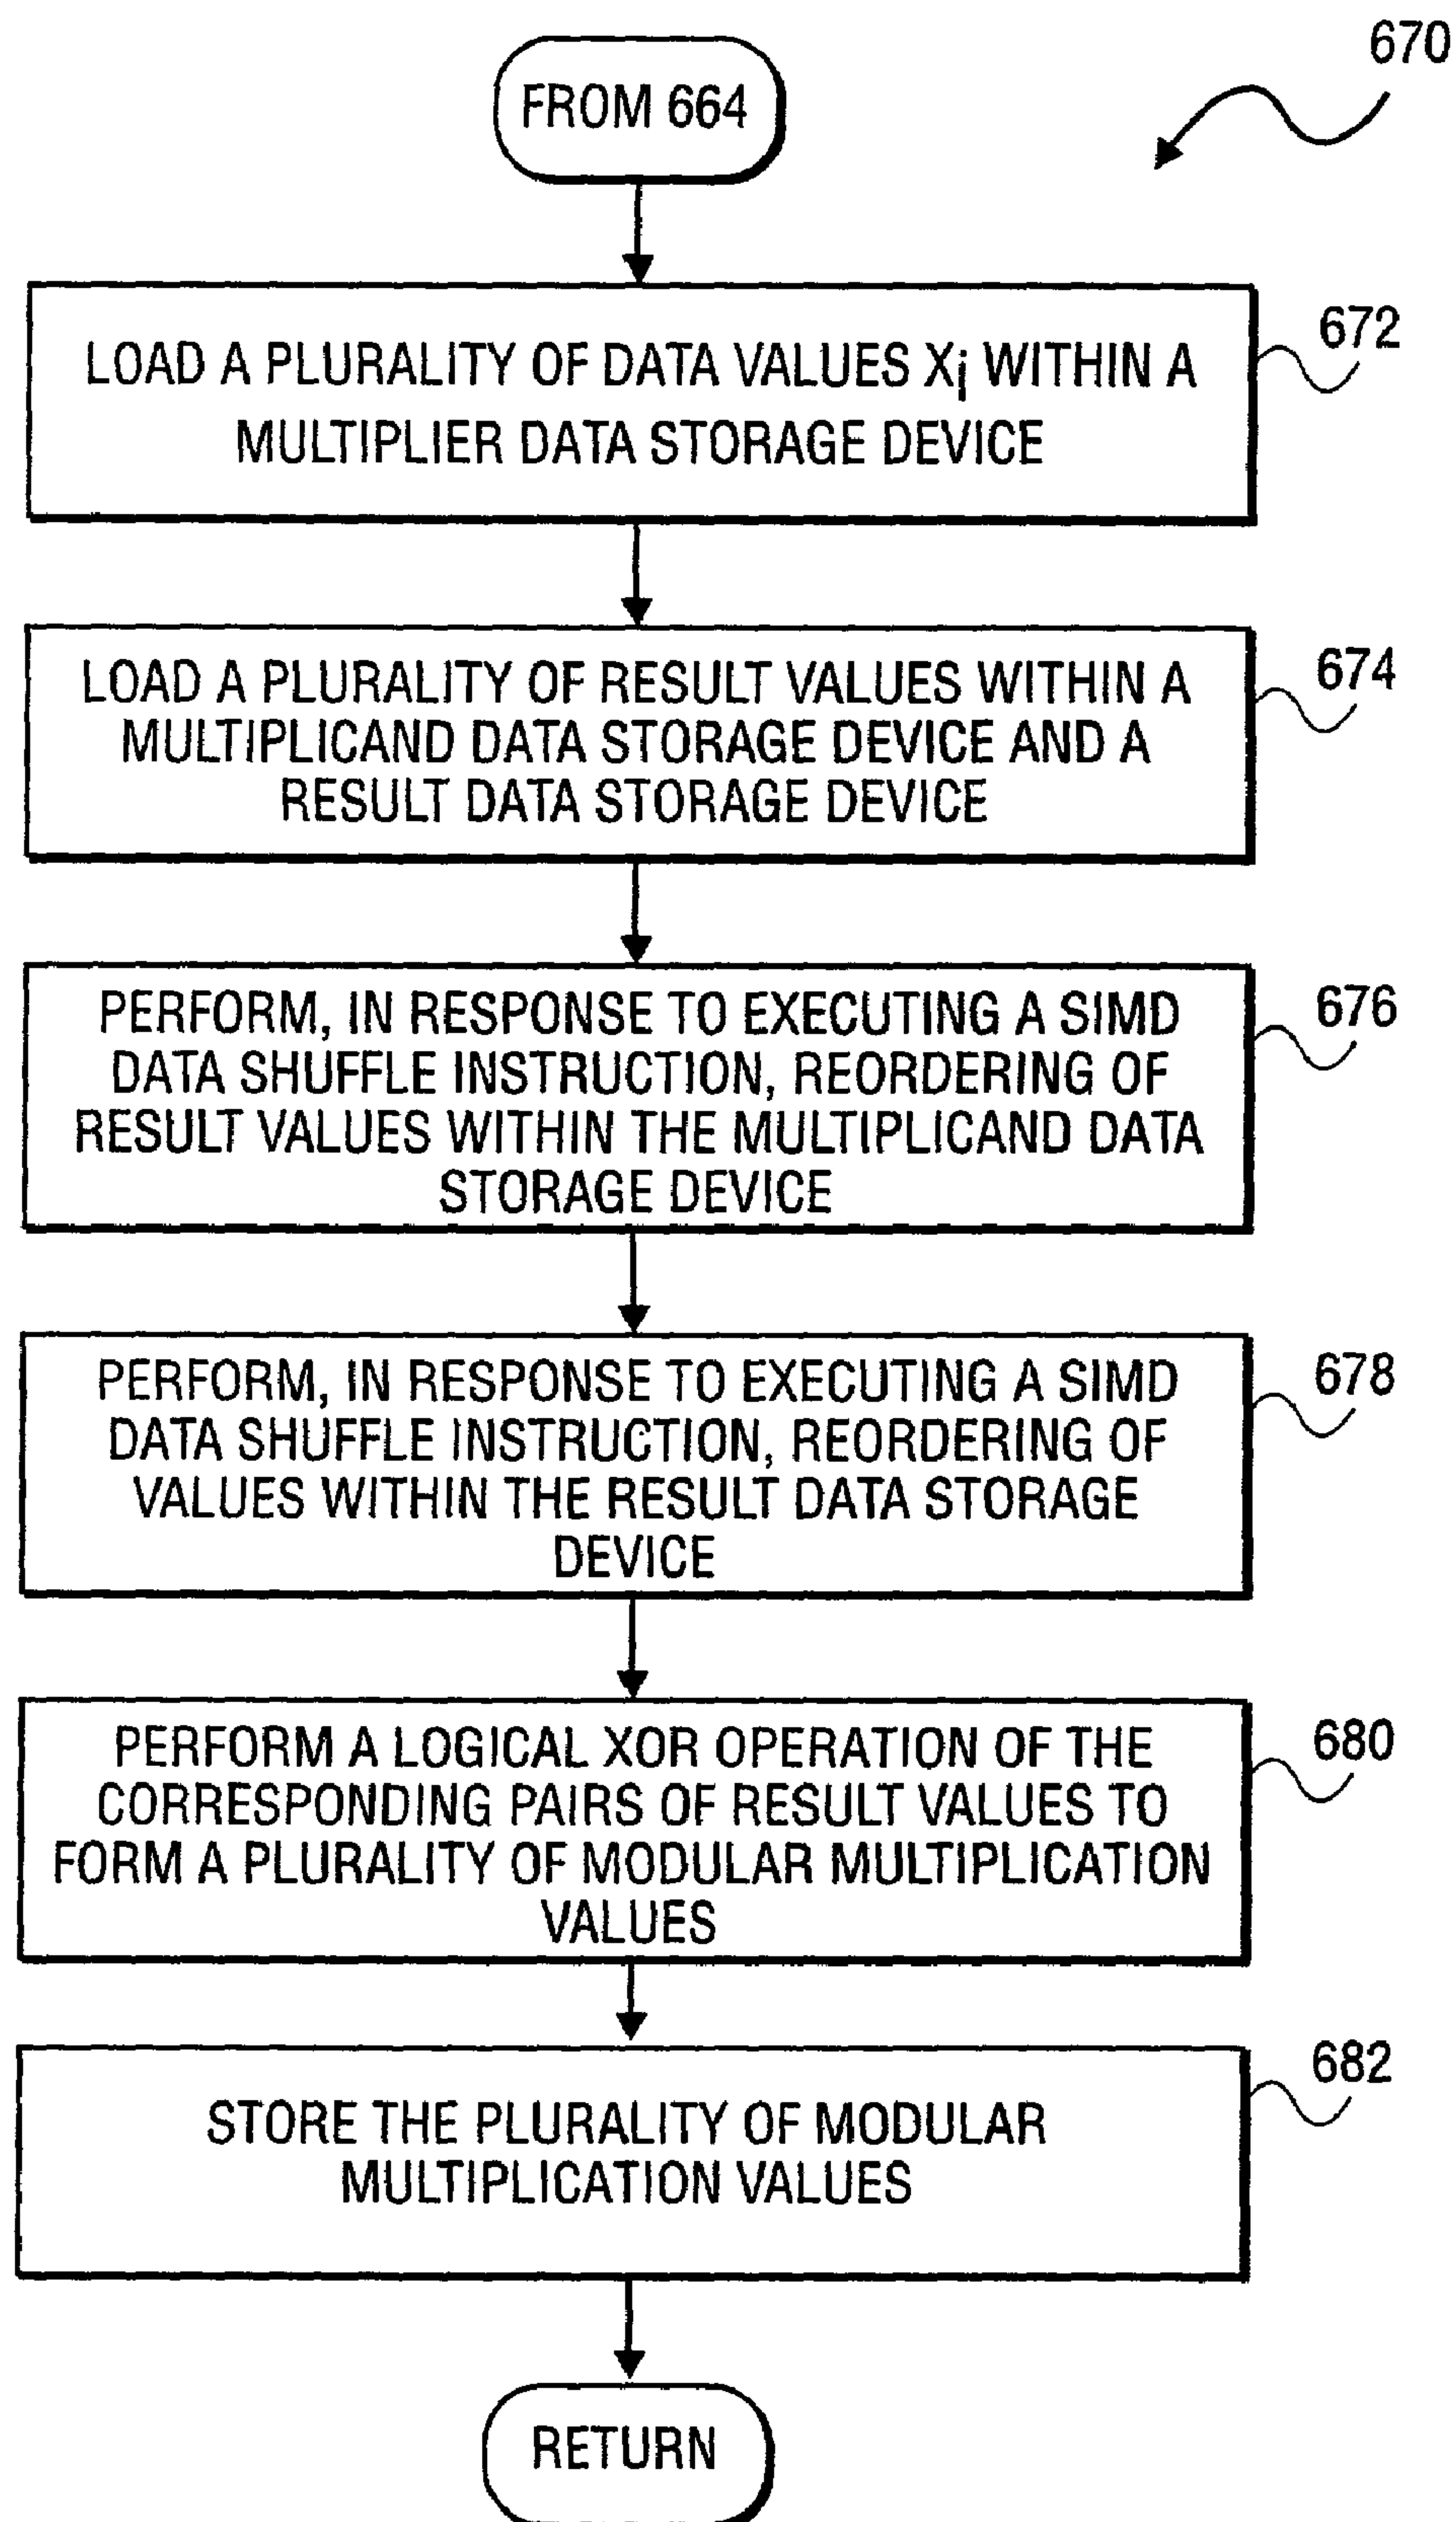 670
FROM 664
672
LOAD A PLURALITY OF DATA VALUES Xi WITHIN A
MULTIPLIER DATA STORAGE DEVICE
674
LOAD A PLURALITY OF RESULT VALUES WITHIN A
MULTIPLICAND DATA STORAGE DEVICE AND A
RESULT DATA STORAGE DEVICE
676
PERFORM, IN RESPONSE TO EXECUTING A SIMD
DATA SHUFFLE INSTRUCTION, REORDERING OF
RESULT VALUES WITHIN THE MULTIPLICAND DATA
STORAGE DEVICE
678
PERFORM, IN RESPONSE TO EXECUTING A SIMD
DATA SHUFFLE INSTRUCTION, REORDERING OF
VALUES WITHIN THE RESULT DATA STORAGE
DEVICE
680
PERFORM A LOGICAL XOR OPERATION OF THE
CORRESPONDING PAIRS OF RESULT VALUES TO
FORM A PLURALITY OF MODULAR MULTIPLICATION
VALUES
682
STORE THE PLURALITY OF MODULAR
MULTIPLICATION VALUES
RETURN